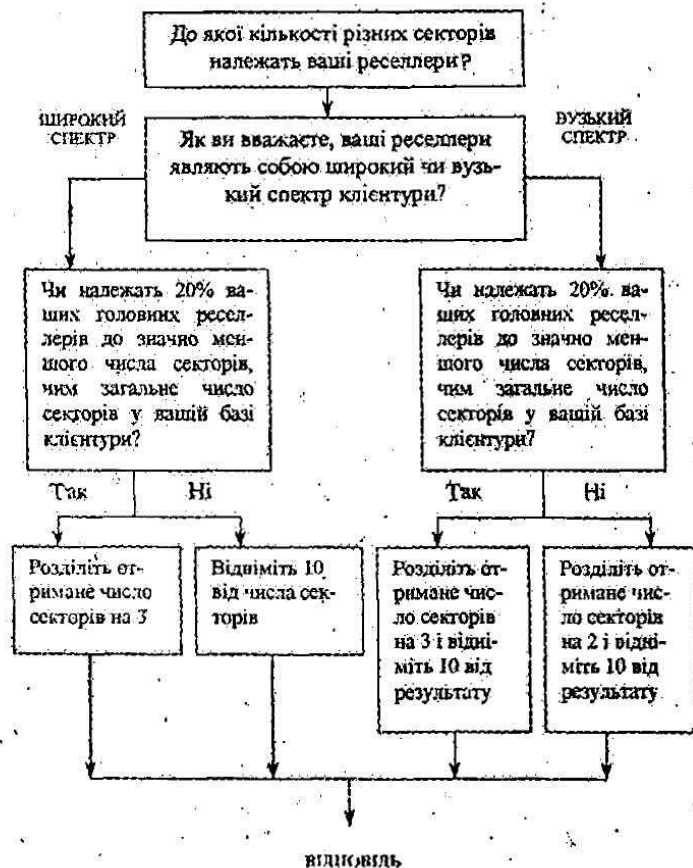 До якої кількості різних секторів
належать ваші реселлери?
ШИРОКИЙ
СПЕКТР
ВУЗЬКИЙ
СПЕКТР
Як ви вважаєте, ваші реселлери
являють собою широкий чи вузь-
кий спектр клієнтури?
Чи належать 20% ва-
ших головних ресел-
лерів до значно мен-
шого числа секторів,
чим загальне число
секторів у вашій базі
клієнтури?
Чи належать 20% ва-
ших головних ресел-
лерів до значно мен-
шого числа секторів,
чим загальне число
секторів у вашій базі
клієнтури?
Так
Ні
Так
Ні
Розділіть от-
римане число
секторів на 3
Відніміть 10
від числа сек-
торів
Розділіть от-
римане чис-
ло секторів
на 3 і відні-
міть 10 від
результату
Розділіть от-
римане чис-
ло секторів
на 2 і відні-
міть 10 від
результату
ВІДПОВІДЬ